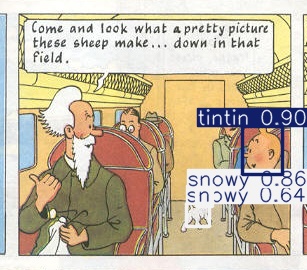 Come and look what a pretty picture
these sheep make... down in that
field.
tintin 0.90
snowy 0.86
snowy 0.64